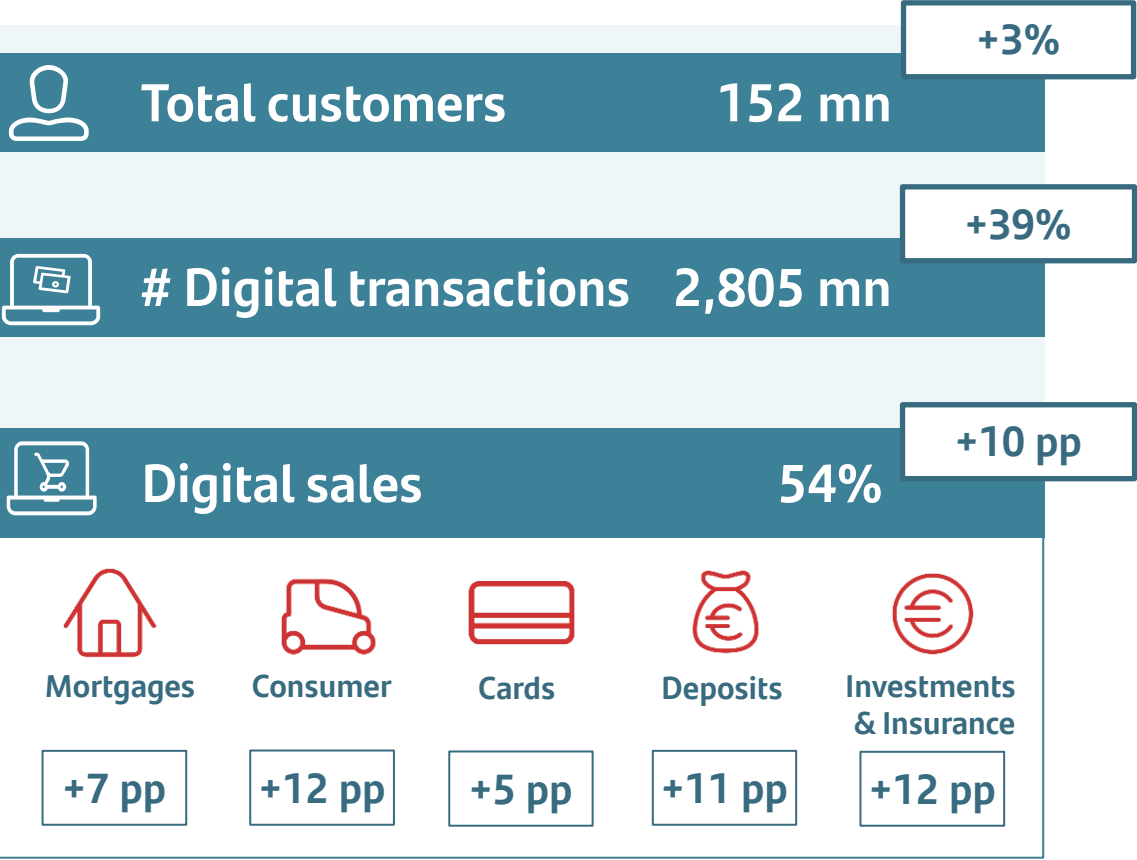 +3%
Total customers 152 mn
+39%
# Digital transactions 2,805 mn
+10 pp
Digital sales 54%
Mortgages Consumer Cards Deposits Investments
& Insurance
+7 pp +12 pp +5 pp +11 pp +12 pp